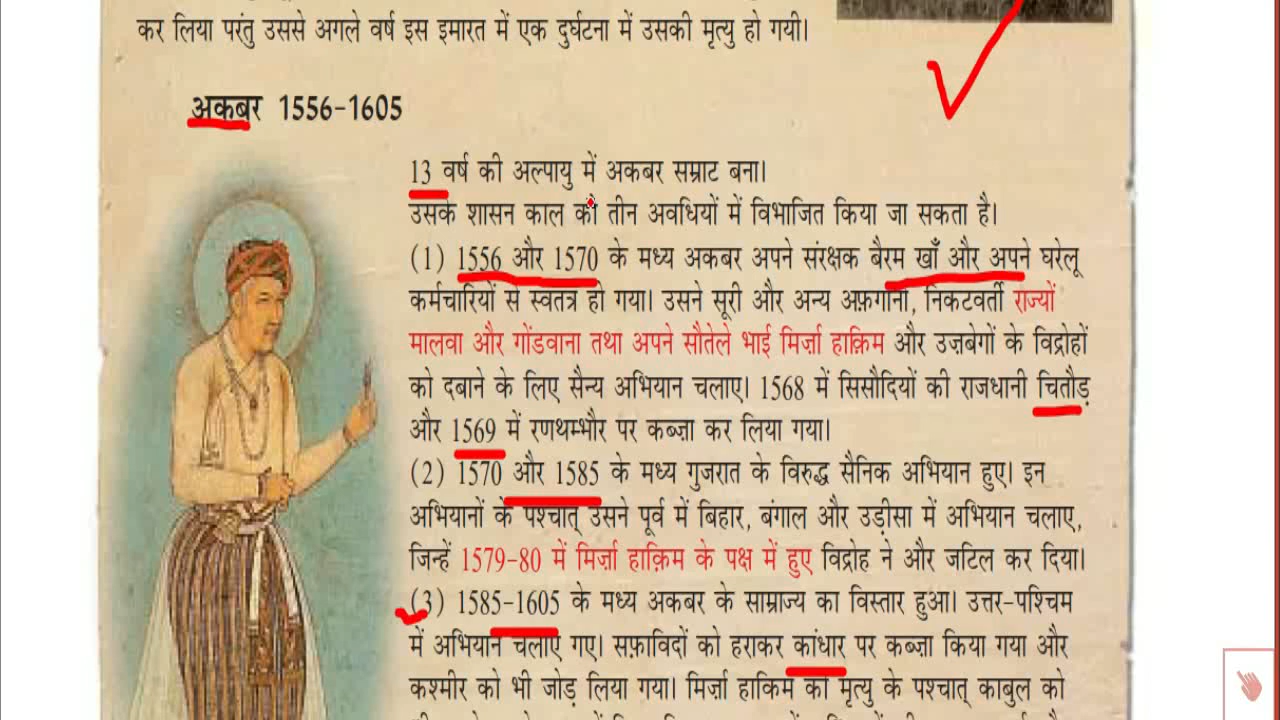 कर लिया परंतु उससे अगले वर्ष इस इमारत में एक दुर्घटना में उसकी मृत्यु हो गयी।
अकबर 1556-1605
13 वर्ष की अल्पायु में अकबर सम्राट बना।
उसके शासन काल को तीन अवधियों में विभाजित किया जा सकता है।
(1) 1556 और 1570 के मध्य अकबर अपने संरक्षक बैरम खाँ और अपने घरेलू
कर्मचारियों से स्वतंत्र हो गया। उसने सूरी और अन्य अफ़गानों, निकटवर्ती राज्यों
मालवा और गोंडवाना तथा अपने सौतेले भाई मिर्ज़ा हाक़िम और उज़बेगों के विद्रोहों
को दबाने के लिए सैन्य अभियान चलाए। 1568 में सिसौदियों की राजधानी चितौड़
और 1569 में रणथम्भौर पर कब्ज़ा कर लिया गया।
(2) 1570 और 1585 के मध्य गुजरात के विरुद्ध सैनिक अभियान हुए। इन
अभियानों के पश्चात् उसने पूर्व में बिहार, बंगाल और उड़ीसा में अभियान चलाए,
जिन्हें 1579-80 में मिर्ज़ा हाक़िम के पक्ष में हुए विद्रोह ने और जटिल कर दिया।
(3) 1585-1605 के मध्य अकबर के साम्राज्य का विस्तार हुआ। उत्तर-पश्चिम
में अभियान चलाए गए। सफ़ाविदों को हराकर कांधार पर कब्ज़ा किया गया और
कश्मीर को भी जोड़ लिया गया। मिर्ज़ा हाकिम की मृत्यु के पश्चात् काबुल को